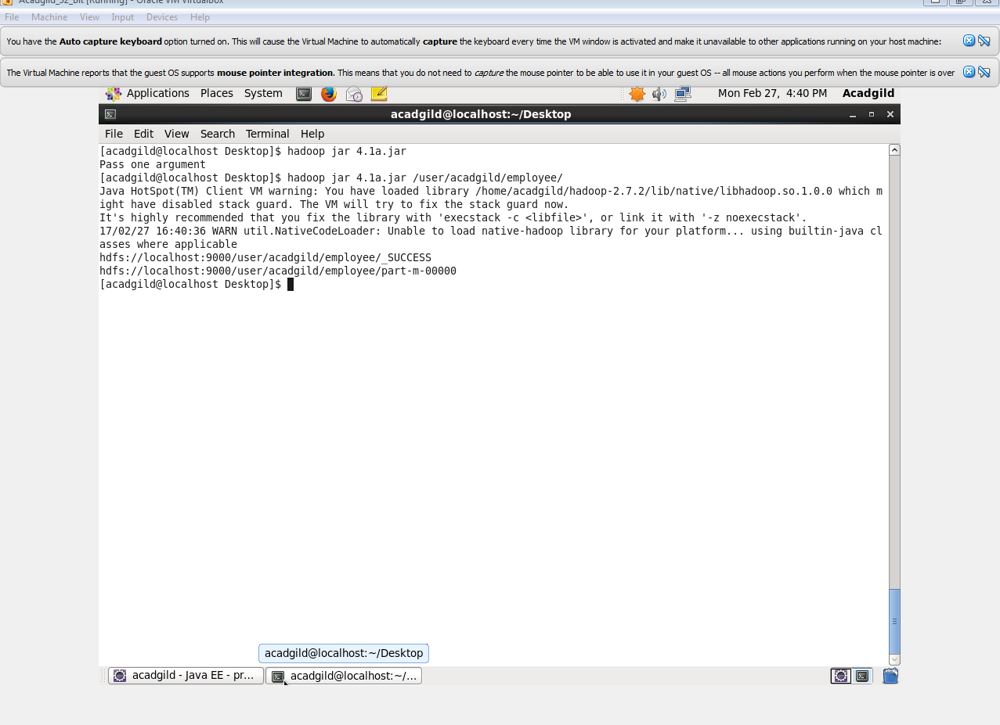 Acadgild_32_Bit [Running] - Oracle VM VirtualBox
File Machine View Input Devices Help
You have the Auto capture keyboard option turned on. This will cause the Virtual Machine to automatically capture the keyboard every time the VM window is activated and make it unavailable to other applications running on your host machine:
The Virtual Machine reports that the guest OS supports mouse pointer integration. This means that you do not need to capture the mouse pointer to be able to use it in your guest OS -- all mouse actions you perform when the mouse pointer is over
Applications Places System Mon Feb 27, 4:40 PM Acadgild
acadgild@localhost:~/Desktop
File Edit View Search Terminal Help
[acadgild@localhost Desktop]$ hadoop jar 4.1a.jar
Pass one argument
[acadgild@localhost Desktop]$ hadoop jar 4.1a.jar /user/acadgild/employee/
Java HotSpot(TM) Client VM warning: You have loaded library /home/acadgild/hadoop-2.7.2/lib/native/libhadoop.so.1.0.0 which m
ight have disabled stack guard. The VM will try to fix the stack guard now.
It's highly recommended that you fix the library with 'execstack -c <libfile>', or link it with '-z noexecstack'.
17/02/27 16:40:36 WARN util.NativeCodeLoader: Unable to load native-hadoop library for your platform... using builtin-java cl
asses where applicable
hdfs://localhost:9000/user/acadgild/employee/_SUCCESS
hdfs://localhost:9000/user/acadgild/employee/part-m-00000
[acadgild@localhost Desktop]$
acadgild@localhost:~/Desktop
acadgild - Java EE - pr... acadgild@localhost:~/...